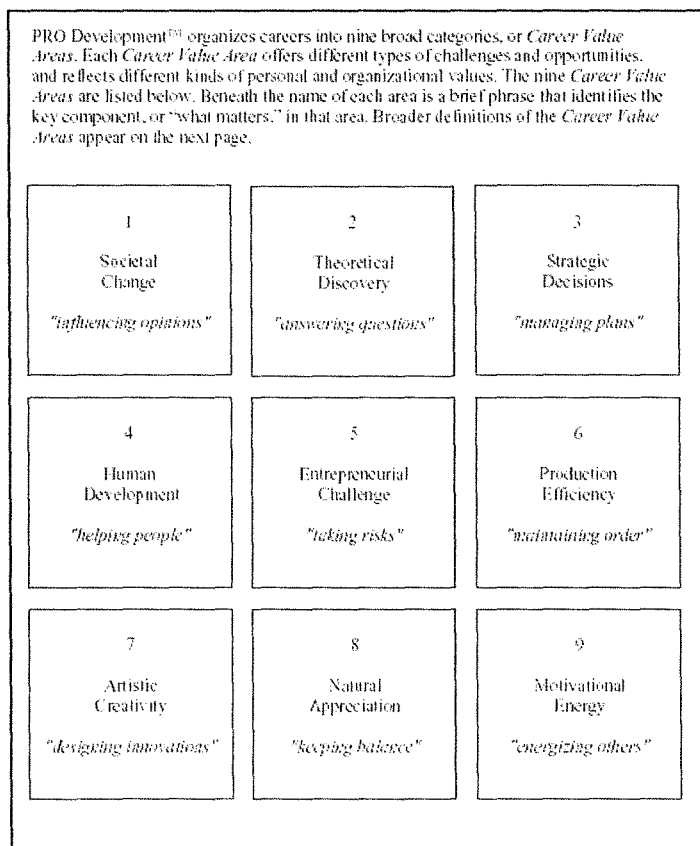 PRO Development™ organizes careers into nine broad categories, or Career Value
Areas. Each Career Value Area offers different types of challenges and opportunities,
and reflects different kinds of personal and organizational values. The nine Career Value
Areas are listed below. Beneath the name of each area is a brief phrase that identifies the
key component, or "what matters," in that area. Broader definitions of the Career Value
Areas appear on the next page.
1
Societal
Change
"influencing opinions"
2
Theoretical
Discovery
"answering questions"
3
Strategic
Decisions
"managing plans"
4
Human
Development
"helping people"
5
Entrepreneurial
Challenge
"taking risks"
6
Production
Efficiency
"maintaining order"
7
Artistic
Creativity
"designing innovations"
8
Natural
Appreciation
"keeping balance"
9
Motivational
Energy
"energizing others"